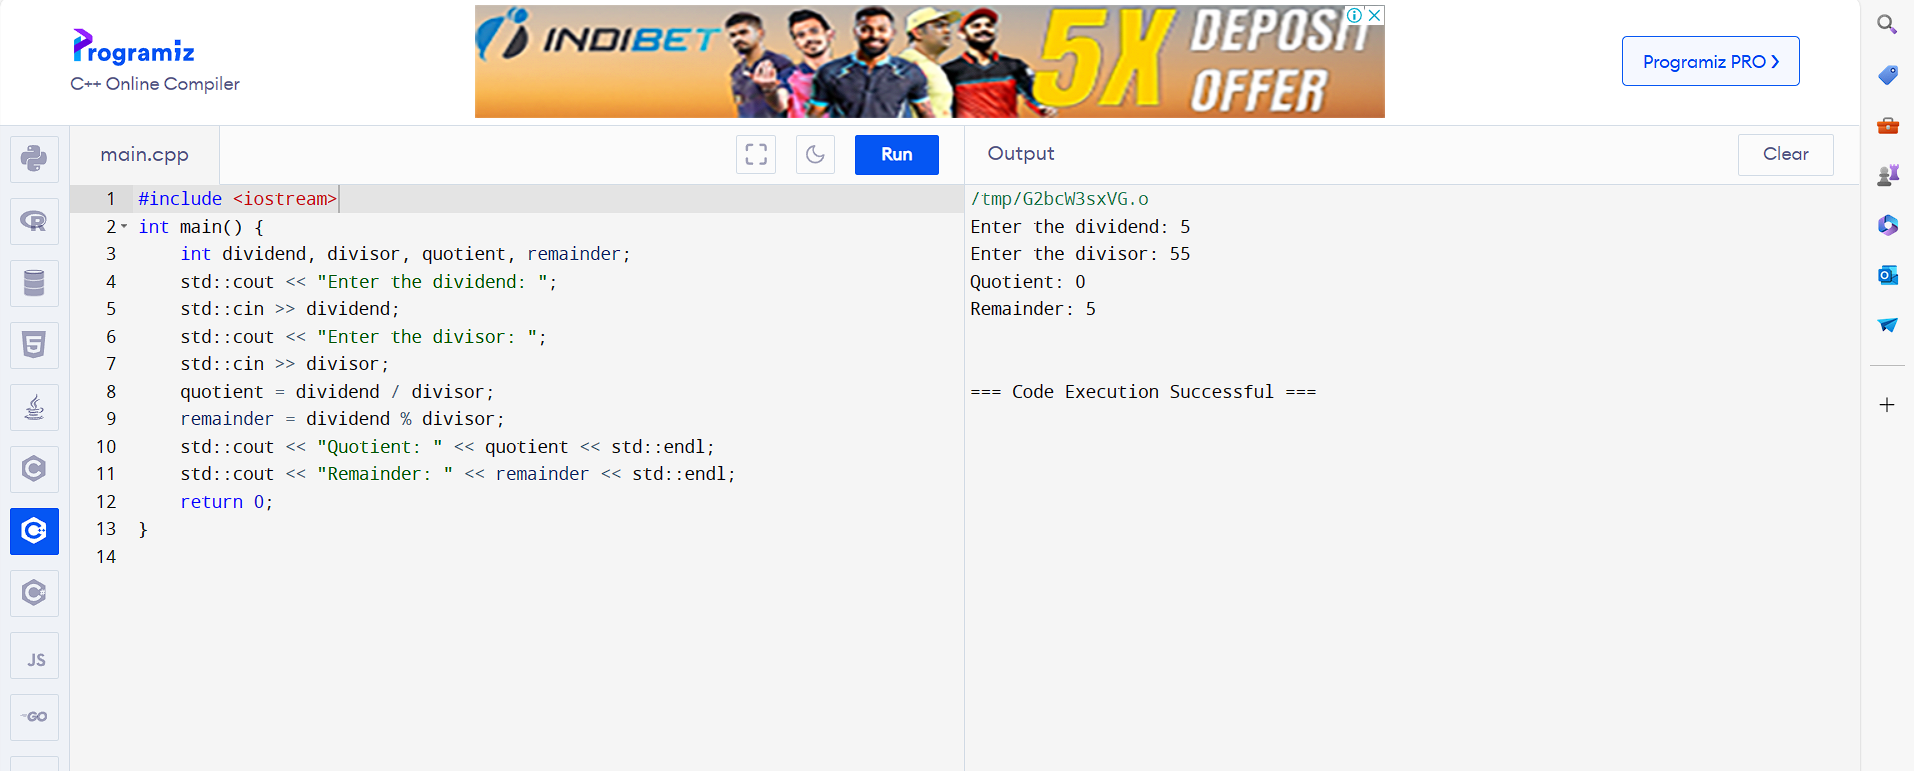 Programiz
C++ Online Compiler
INDIBET
5X
DEPOSIT
OFFER
Programiz PRO
main.cpp
Run
Output
Clear
1 #include <iostream>
2 int main() {
3 int dividend, divisor, quotient, remainder;
4 std::cout << "Enter the dividend: ";
5 std::cin >> dividend;
6 std::cout << "Enter the divisor: ";
7 std::cin >> divisor;
8 quotient = dividend / divisor;
9 remainder = dividend % divisor;
10 std::cout << "Quotient: " << quotient << std::endl;
11 std::cout << "Remainder: " << remainder << std::endl;
12 return 0;
13 }
14
/tmp/G2bcW3sxVG.o
Enter the dividend: 5
Enter the divisor: 55
Quotient: 0
Remainder: 5
=== Code Execution Successful ===
R
5
C
C++
C#
JS
GO